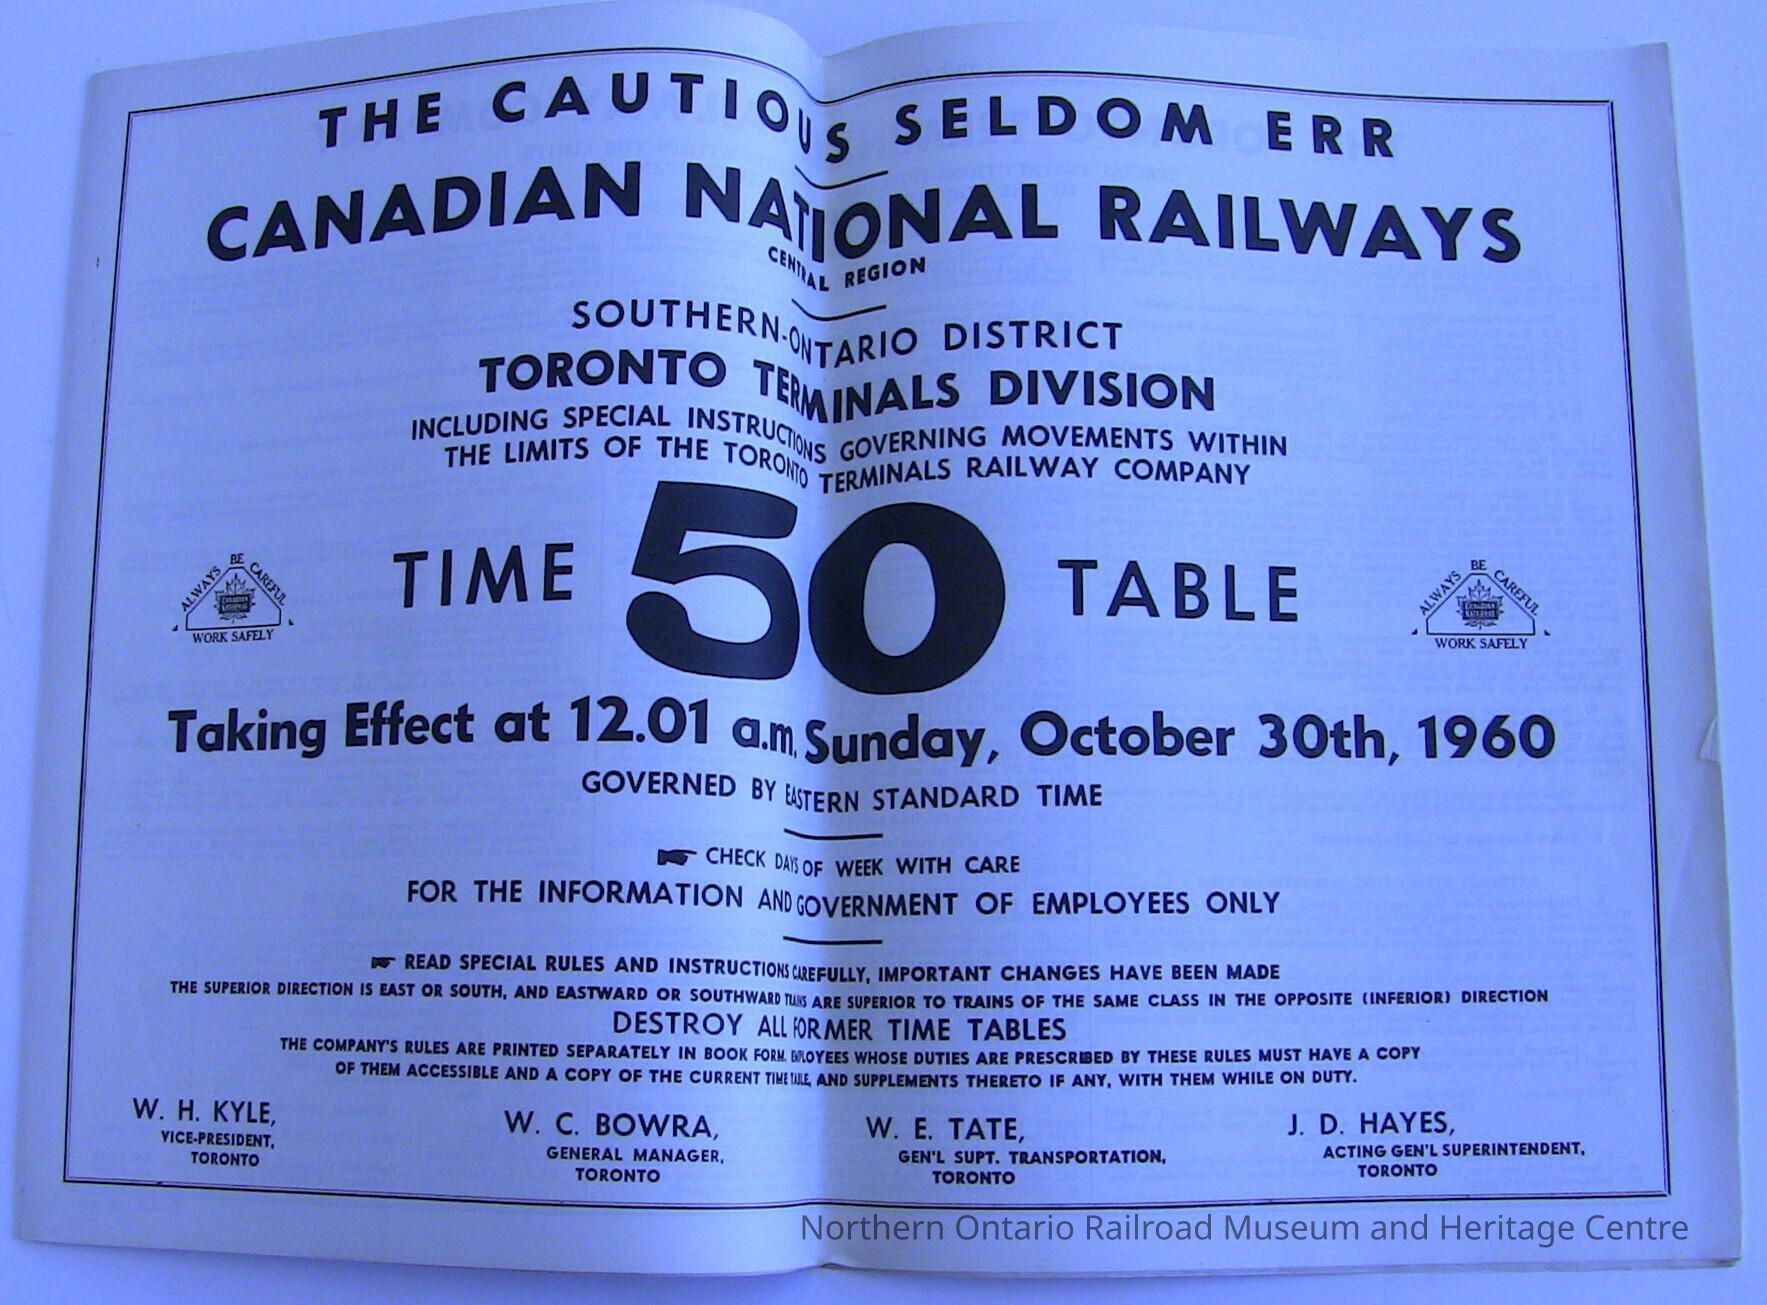 THE CAUTIOUS SELDOM ERR
CANADIAN NATIONAL RAILWAYS
CENTRAL REGION
SOUTHERN-ONTARIO DISTRICT
TORONTO TERMINALS DIVISION
INCLUDING SPECIAL INSTRUCTIONS GOVERNING MOVEMENTS WITHIN
THE LIMITS OF THE TORONTO TERMINALS RAILWAY COMPANY
ALWAYS BE CAREFUL
CANADIAN NATIONAL
WORK SAFELY
TIME 50 TABLE
ALWAYS BE CAREFUL
CANADIAN NATIONAL
WORK SAFELY
Taking Effect at 12.01 a.m. Sunday, October 30th, 1960
GOVERNED BY EASTERN STANDARD TIME
☛ CHECK DAYS OF WEEK WITH CARE
FOR THE INFORMATION AND GOVERNMENT OF EMPLOYEES ONLY
☛ READ SPECIAL RULES AND INSTRUCTIONS CAREFULLY, IMPORTANT CHANGES HAVE BEEN MADE
THE SUPERIOR DIRECTION IS EAST OR SOUTH, AND EASTWARD OR SOUTHWARD TRAINS ARE SUPERIOR TO TRAINS OF THE SAME CLASS IN THE OPPOSITE (INFERIOR) DIRECTION
DESTROY ALL FORMER TIME TABLES
THE COMPANY'S RULES ARE PRINTED SEPARATELY IN BOOK FORM. EMPLOYEES WHOSE DUTIES ARE PRESCRIBED BY THESE RULES MUST HAVE A COPY
OF THEM ACCESSIBLE AND A COPY OF THE CURRENT TIME TABLE, AND SUPPLEMENTS THERETO IF ANY, WITH THEM WHILE ON DUTY.
W. H. KYLE,
VICE-PRESIDENT,
TORONTO
W. C. BOWRA,
GENERAL MANAGER,
TORONTO
W. E. TATE,
GEN'L SUPT. TRANSPORTATION,
TORONTO
J. D. HAYES,
ACTING GEN'L SUPERINTENDENT,
TORONTO
Northern Ontario Railroad Museum and Heritage Centre